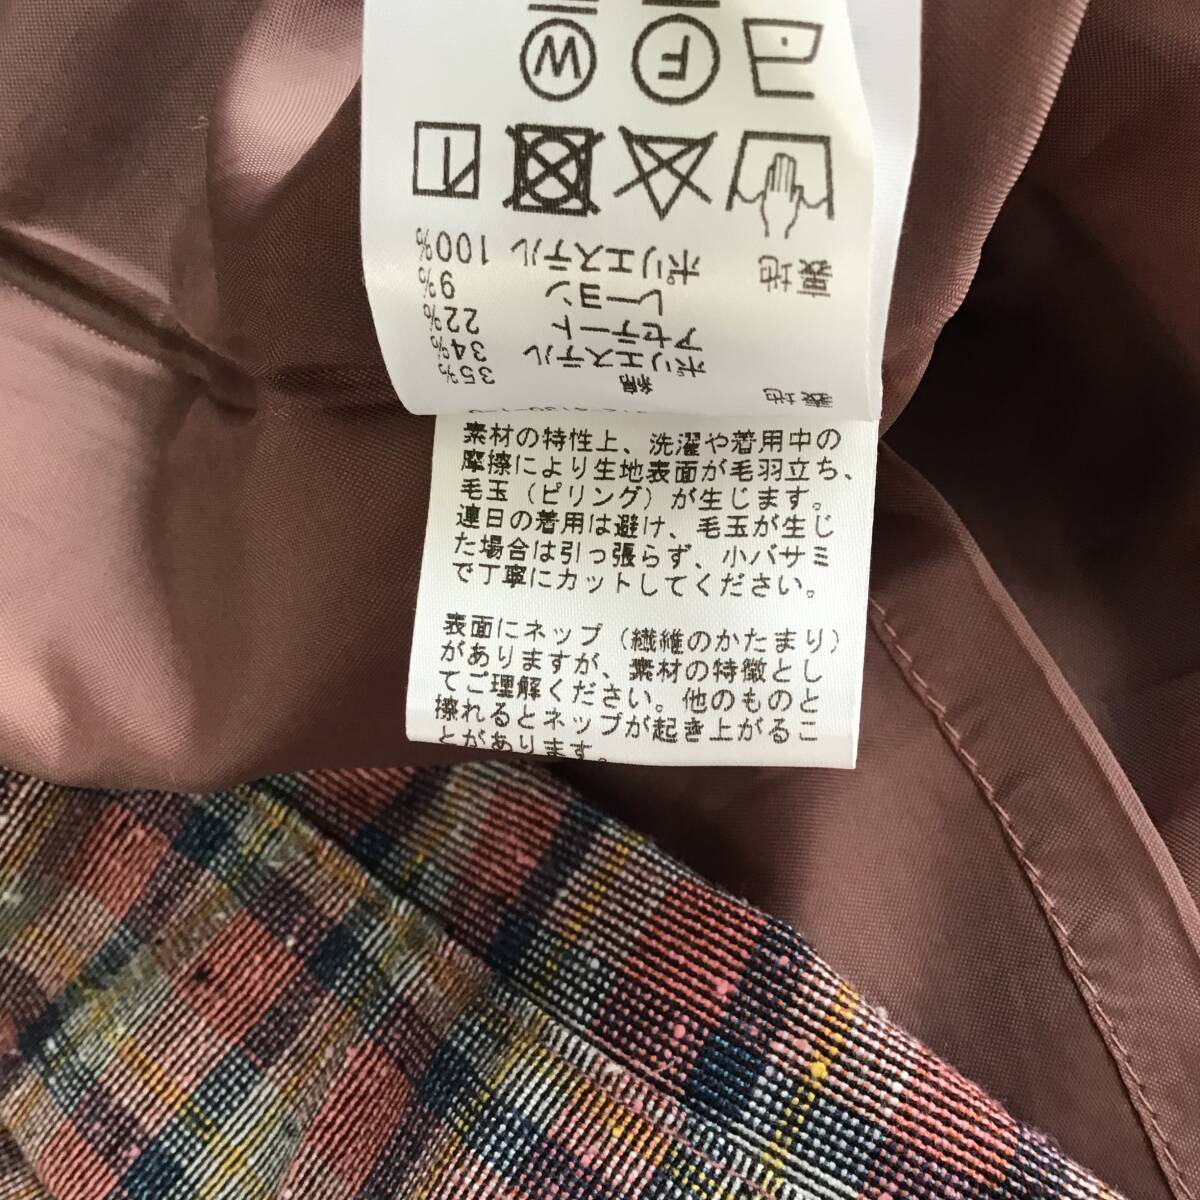 表地 綿 35%
ポリエステル 34%
アセテート 22%
レーヨン 9%
裏地 ポリエステル 100%
F W
素材の特性上、洗濯や着用中の
摩擦により生地表面が毛羽立ち、
毛玉（ピリング）が生じます。
連日の着用は避け、毛玉が生じ
た場合は引っ張らず、小バサミ
で丁寧にカットしてください。
表面にネップ（繊維のかたまり）
がありますが、素材の特徴とし
てご理解ください。他のものと
擦れるとネップが起き上がるこ
とがあります。